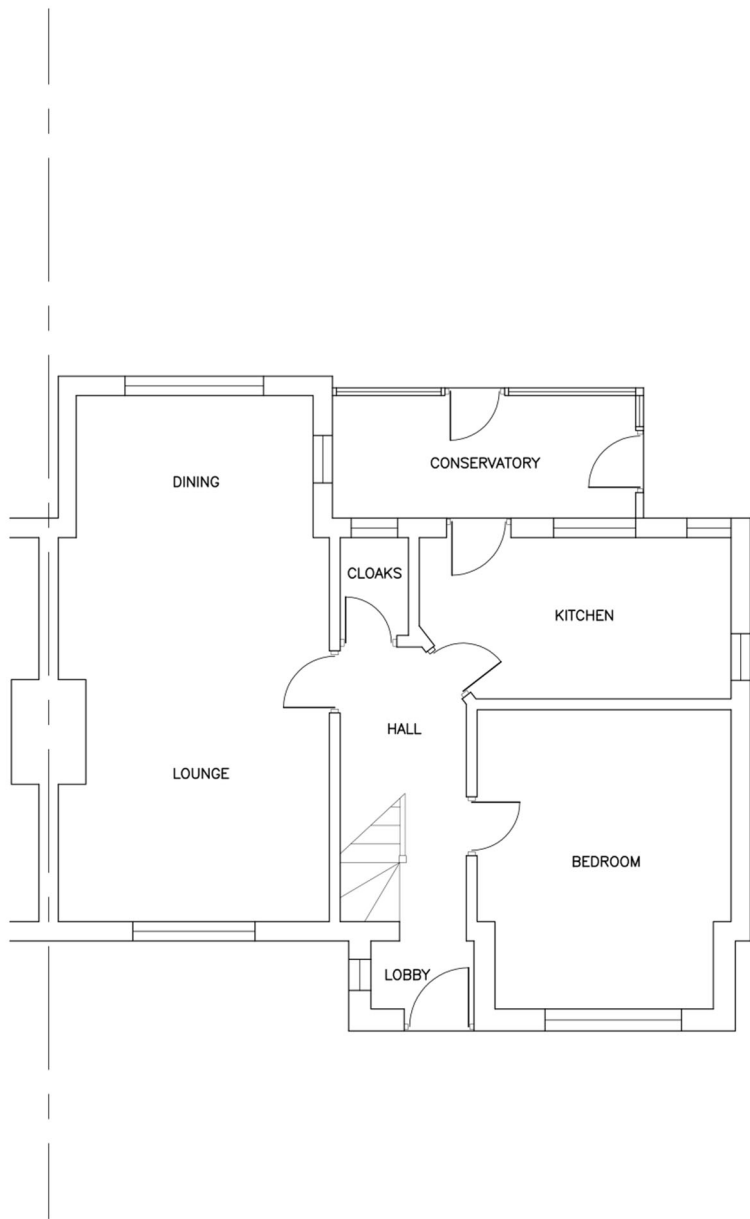 CONSERVATORY
DINING
CLOAKS
KITCHEN
HALL
LOUNGE
BEDROOM
LOBBY